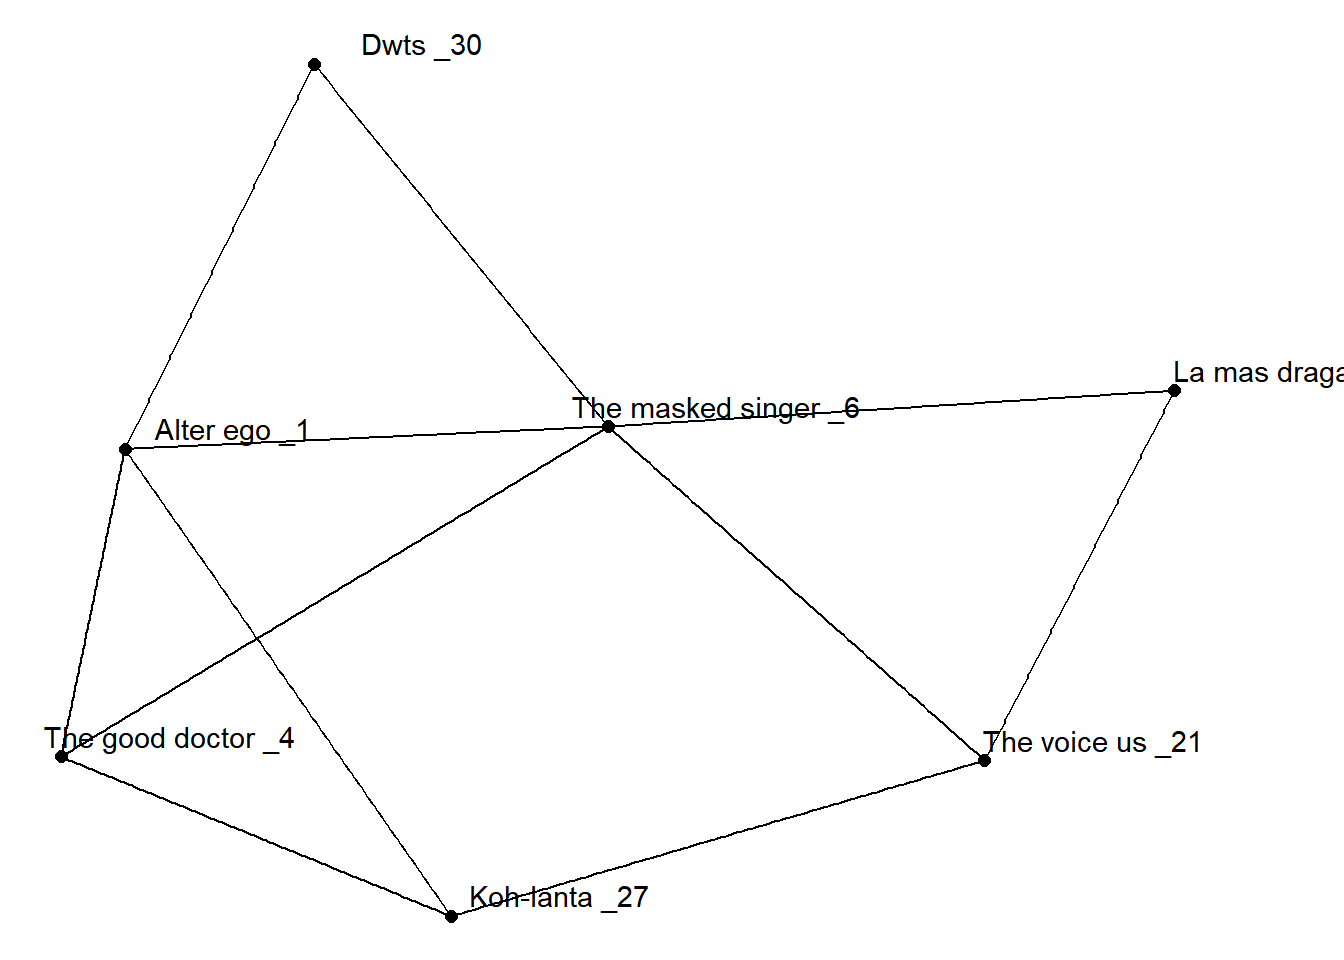 Dwts _30
La mas draga
The masked singer _6
Alter ego _1
The good doctor _4
The voice us _21
Koh-lanta _27